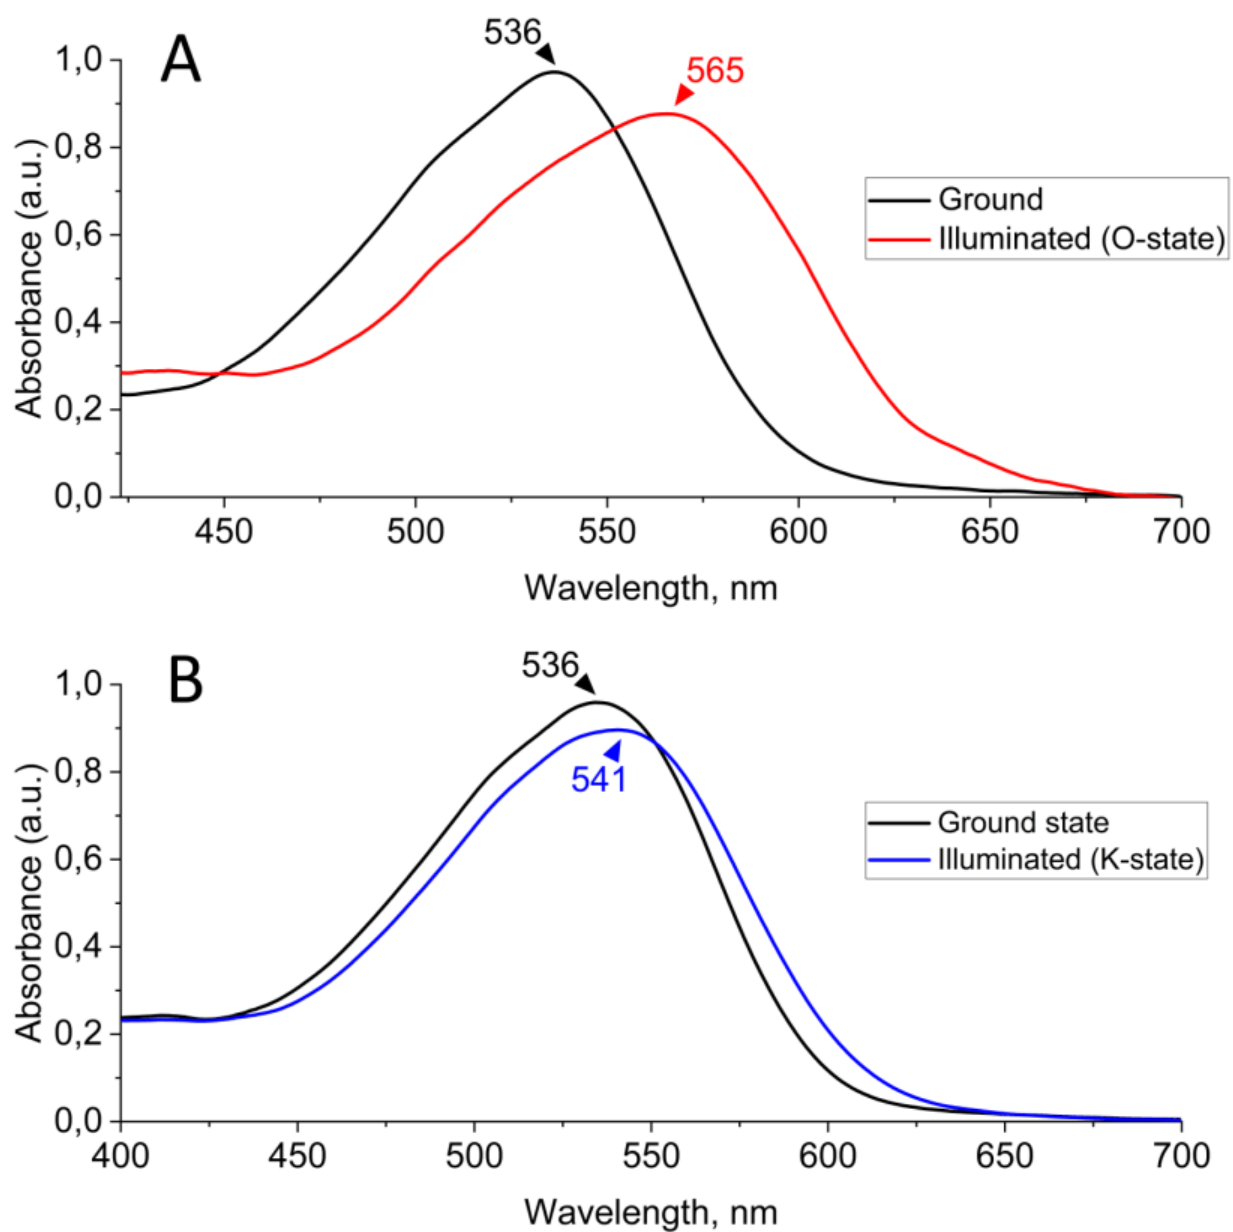 A
536
565
1,0
0,8
0,6
0,4
0,2
0,0
Absorbance (a.u.)
Ground
Illuminated (O-state)
450 500 550 600 650 700
Wavelength, nm
B
536
541
1,0
0,8
0,6
0,4
0,2
0,0
Absorbance (a.u.)
Ground state
Illuminated (K-state)
400 450 500 550 600 650 700
Wavelength, nm